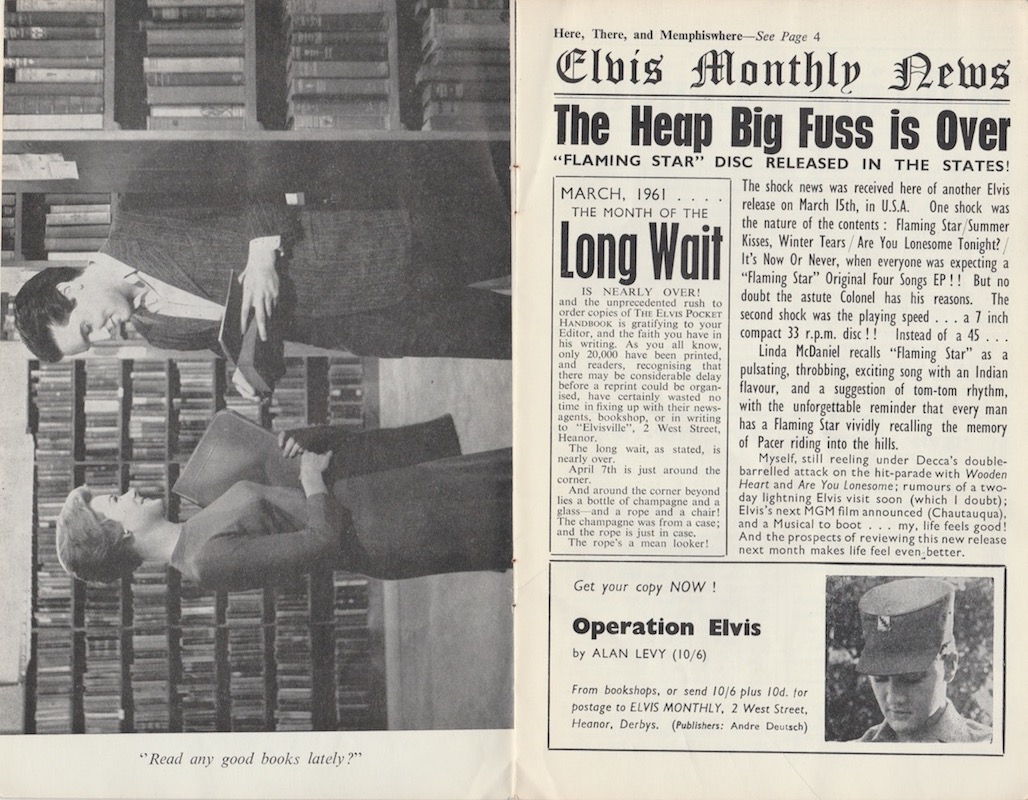 "Read any good books lately?"
Here, There, and Memphiswhere—See Page 4
Elvis Monthly News
The Heap Big Fuss is Over
"FLAMING STAR" DISC RELEASED IN THE STATES!
MARCH, 1961 . . . .
THE MONTH OF THE
Long Wait
IS NEARLY OVER!
and the unprecedented rush to
order copies of THE ELVIS POCKET
HANDBOOK is gratifying to your
Editor, and the faith you have in
his writing. As you all know,
only 20,000 have been printed,
and readers, recognising that
there may be considerable delay
before a reprint could be organ-
ised, have certainly wasted no
time in fixing up with their news-
agents, bookshop, or in writing
to "Elvisville", 2 West Street,
Heanor.
The long wait, as stated, is
nearly over.
April 7th is just around the
corner.
And around the corner beyond
lies a bottle of champagne and a
glass—and a rope and a chair!
The champagne was from a case;
and the rope is just in case.
The rope's a mean looker!
The shock news was received here of another Elvis
release on March 15th, in U.S.A. One shock was
the nature of the contents : Flaming Star/Summer
Kisses, Winter Tears / Are You Lonesome Tonight? /
It's Now Or Never, when everyone was expecting a
"Flaming Star" Original Four Songs EP ! ! But no
doubt the astute Colonel has his reasons. The
second shock was the playing speed . . . a 7 inch
compact 33 r.p.m. disc ! ! Instead of a 45 . . .
Linda McDaniel recalls "Flaming Star" as a
pulsating, throbbing, exciting song with an Indian
flavour, and a suggestion of tom-tom rhythm,
with the unforgettable reminder that every man
has a Flaming Star vividly recalling the memory
of Pacer riding into the hills.
Myself, still reeling under Decca's double-
barrelled attack on the hit-parade with Wooden
Heart and Are You Lonesome; rumours of a two-
day lightning Elvis visit soon (which I doubt);
Elvis's next MGM film announced (Chautauqua),
and a Musical to boot . . . my, life feels good!
And the prospects of reviewing this new release
next month makes life feel even better.
Get your copy NOW !
Operation Elvis
by ALAN LEVY (10/6)
From bookshops, or send 10/6 plus 10d. for
postage to ELVIS MONTHLY, 2 West Street,
Heanor, Derbys. (Publishers: Andre Deutsch)